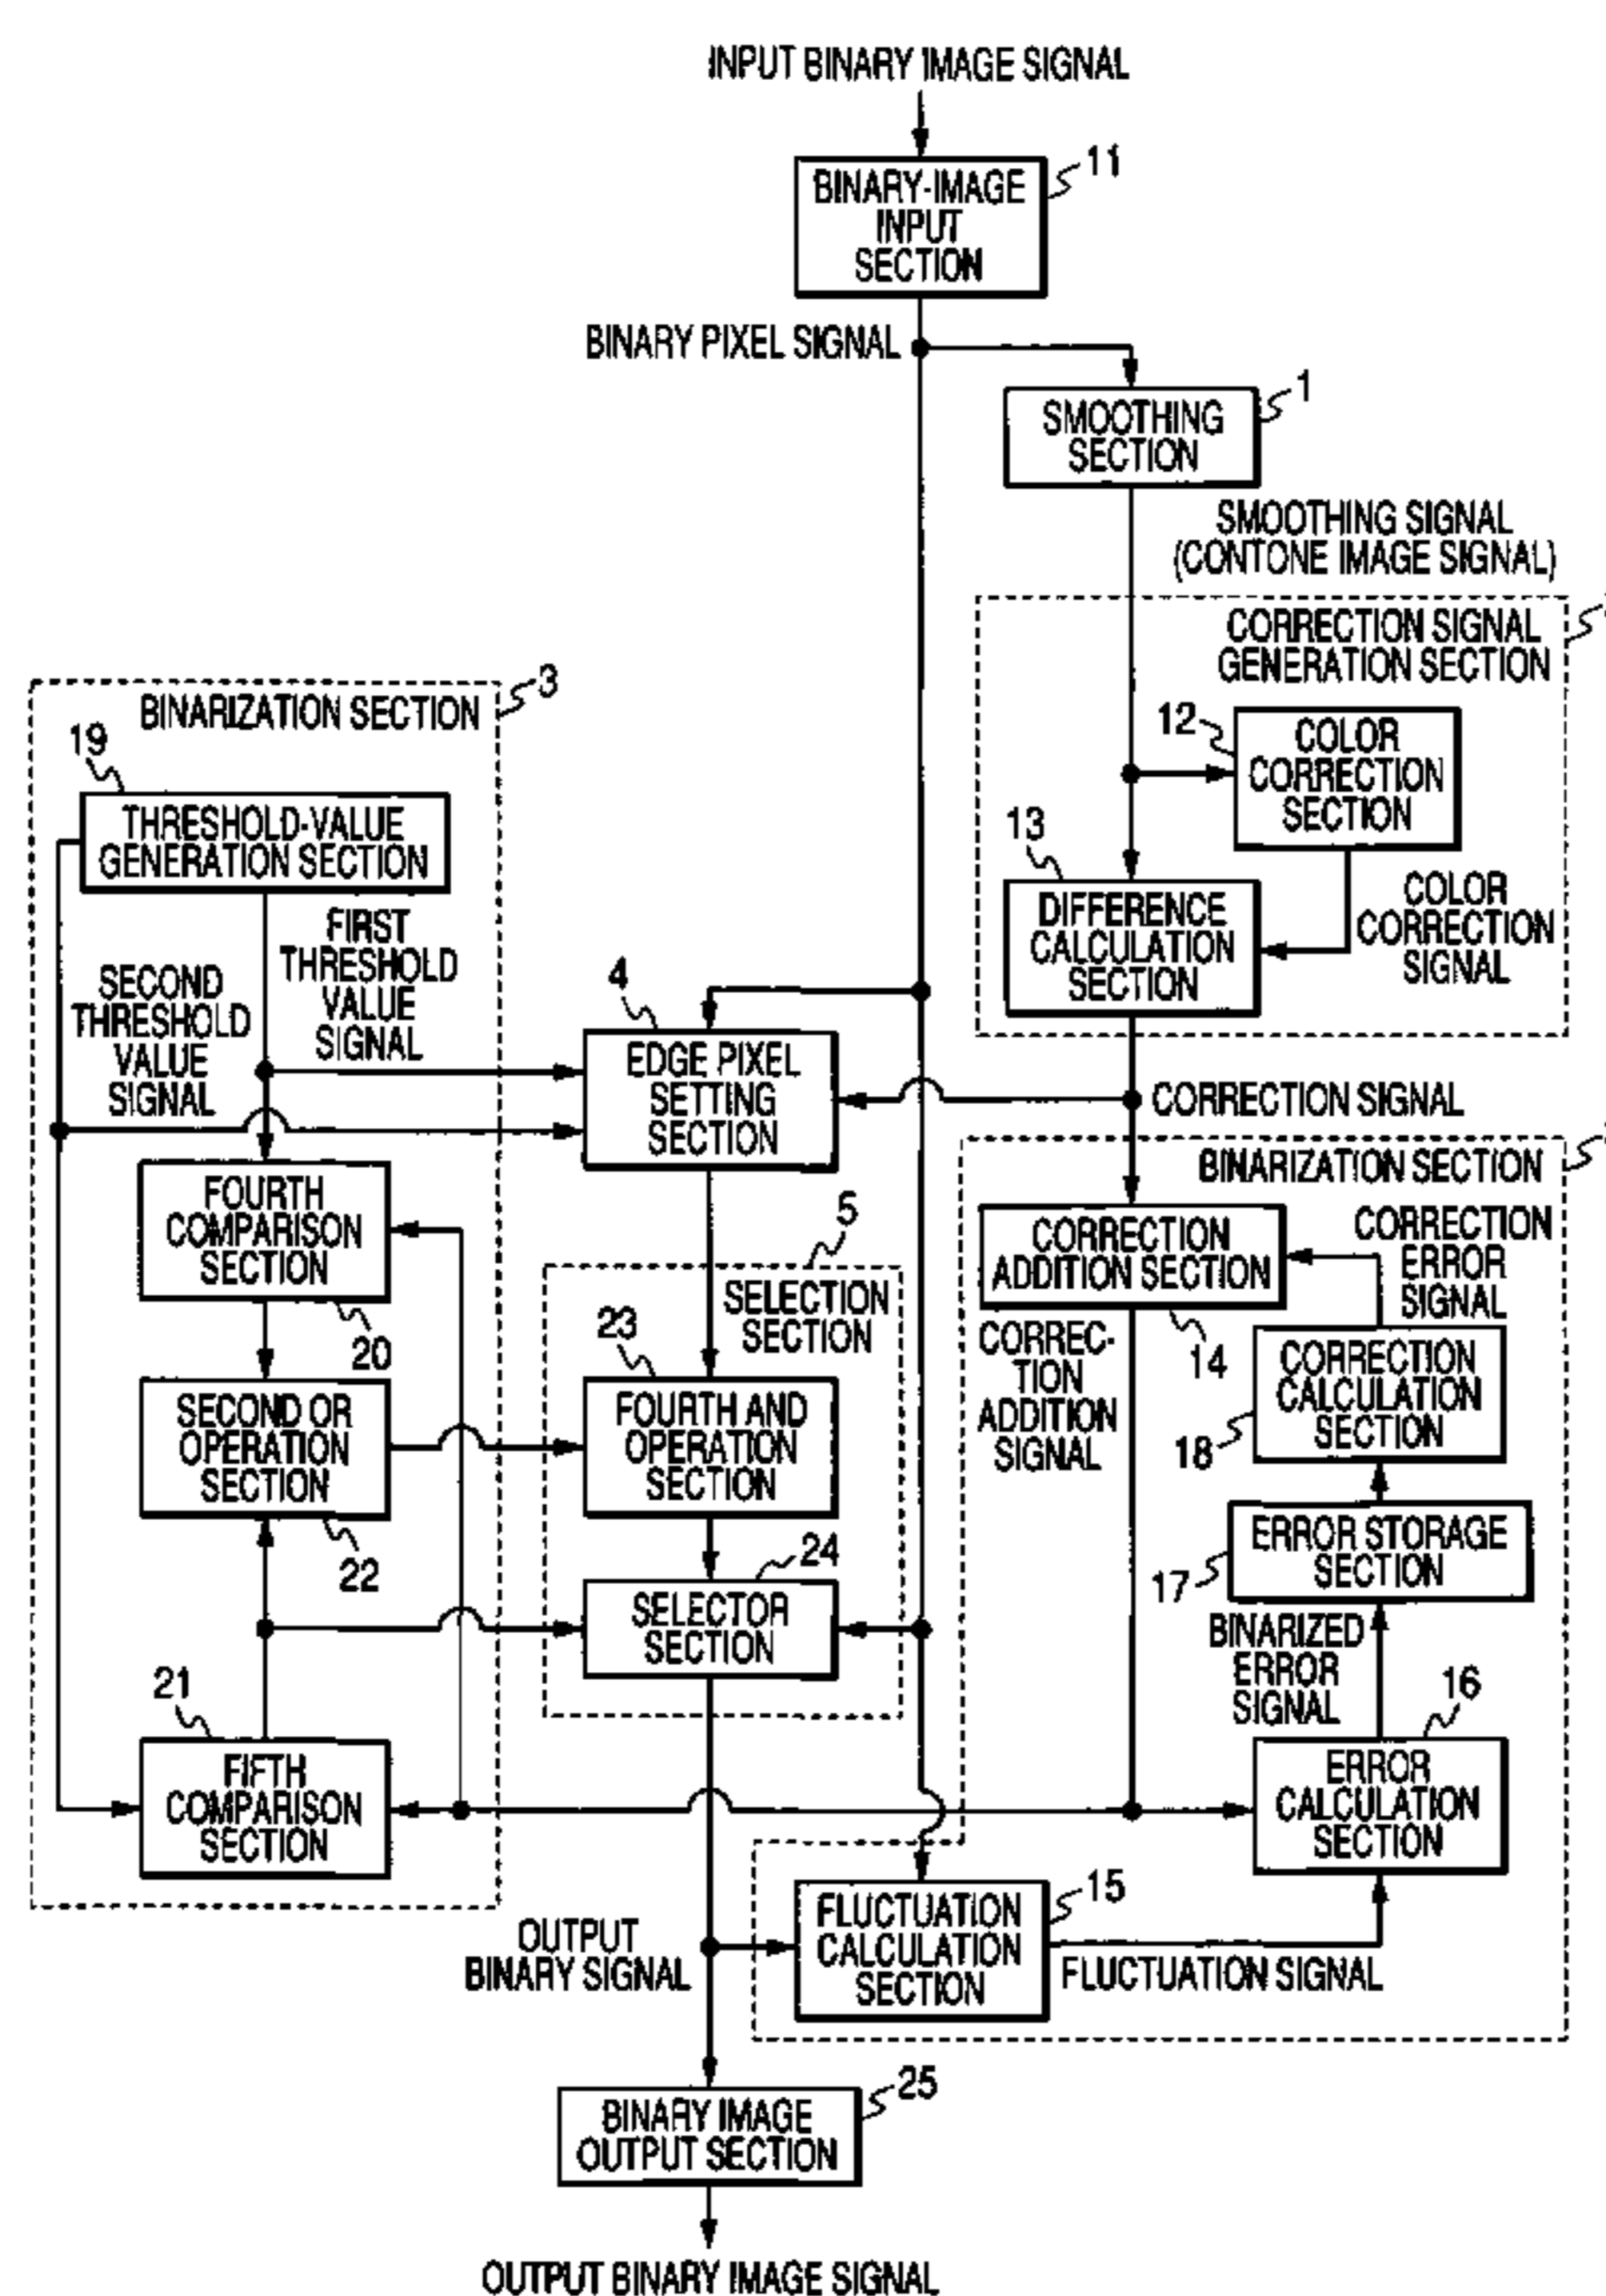 INPUT BINARY IMAGE SIGNAL
11
BINARY-IMAGE
INPUT
SECTION
BINARY PIXEL SIGNAL
1
SMOOTHING
SECTION
SMOOTHING SIGNAL
(CONTONE IMAGE SIGNAL)
CORRECTION SIGNAL
GENERATION SECTION
12
COLOR
CORRECTION
SECTION
13
DIFFERENCE
CALCULATION
SECTION
COLOR
CORRECTION
SIGNAL
3
BINARIZATION SECTION
19
THRESHOLD-VALUE
GENERATION SECTION
FIRST
THRESHOLD
VALUE
SIGNAL
SECOND
THRESHOLD
VALUE
SIGNAL
4
EDGE PIXEL
SETTING
SECTION
CORRECTION SIGNAL
BINARIZATION SECTION
FOURTH
COMPARISON
SECTION
20
5
SELECTION
SECTION
CORRECTION
ADDITION SECTION
14
CORRECTION
ERROR
SIGNAL
CORREC-
TION
ADDITION
SIGNAL
CORRECTION
CALCULATION
SECTION
18
SECOND OR
OPERATION
SECTION
22
23
FOURTH AND
OPERATION
SECTION
24
SELECTOR
SECTION
ERROR STORAGE
SECTION
17
BINARIZED
ERROR
SIGNAL
16
ERROR
CALCULATION
SECTION
21
FIFTH
COMPARISON
SECTION
15
FLUCTUATION
CALCULATION
SECTION
FLUCTUATION SIGNAL
OUTPUT
BINARY SIGNAL
25
BINARY IMAGE
OUTPUT SECTION
OUTPUT BINARY IMAGE SIGNAL